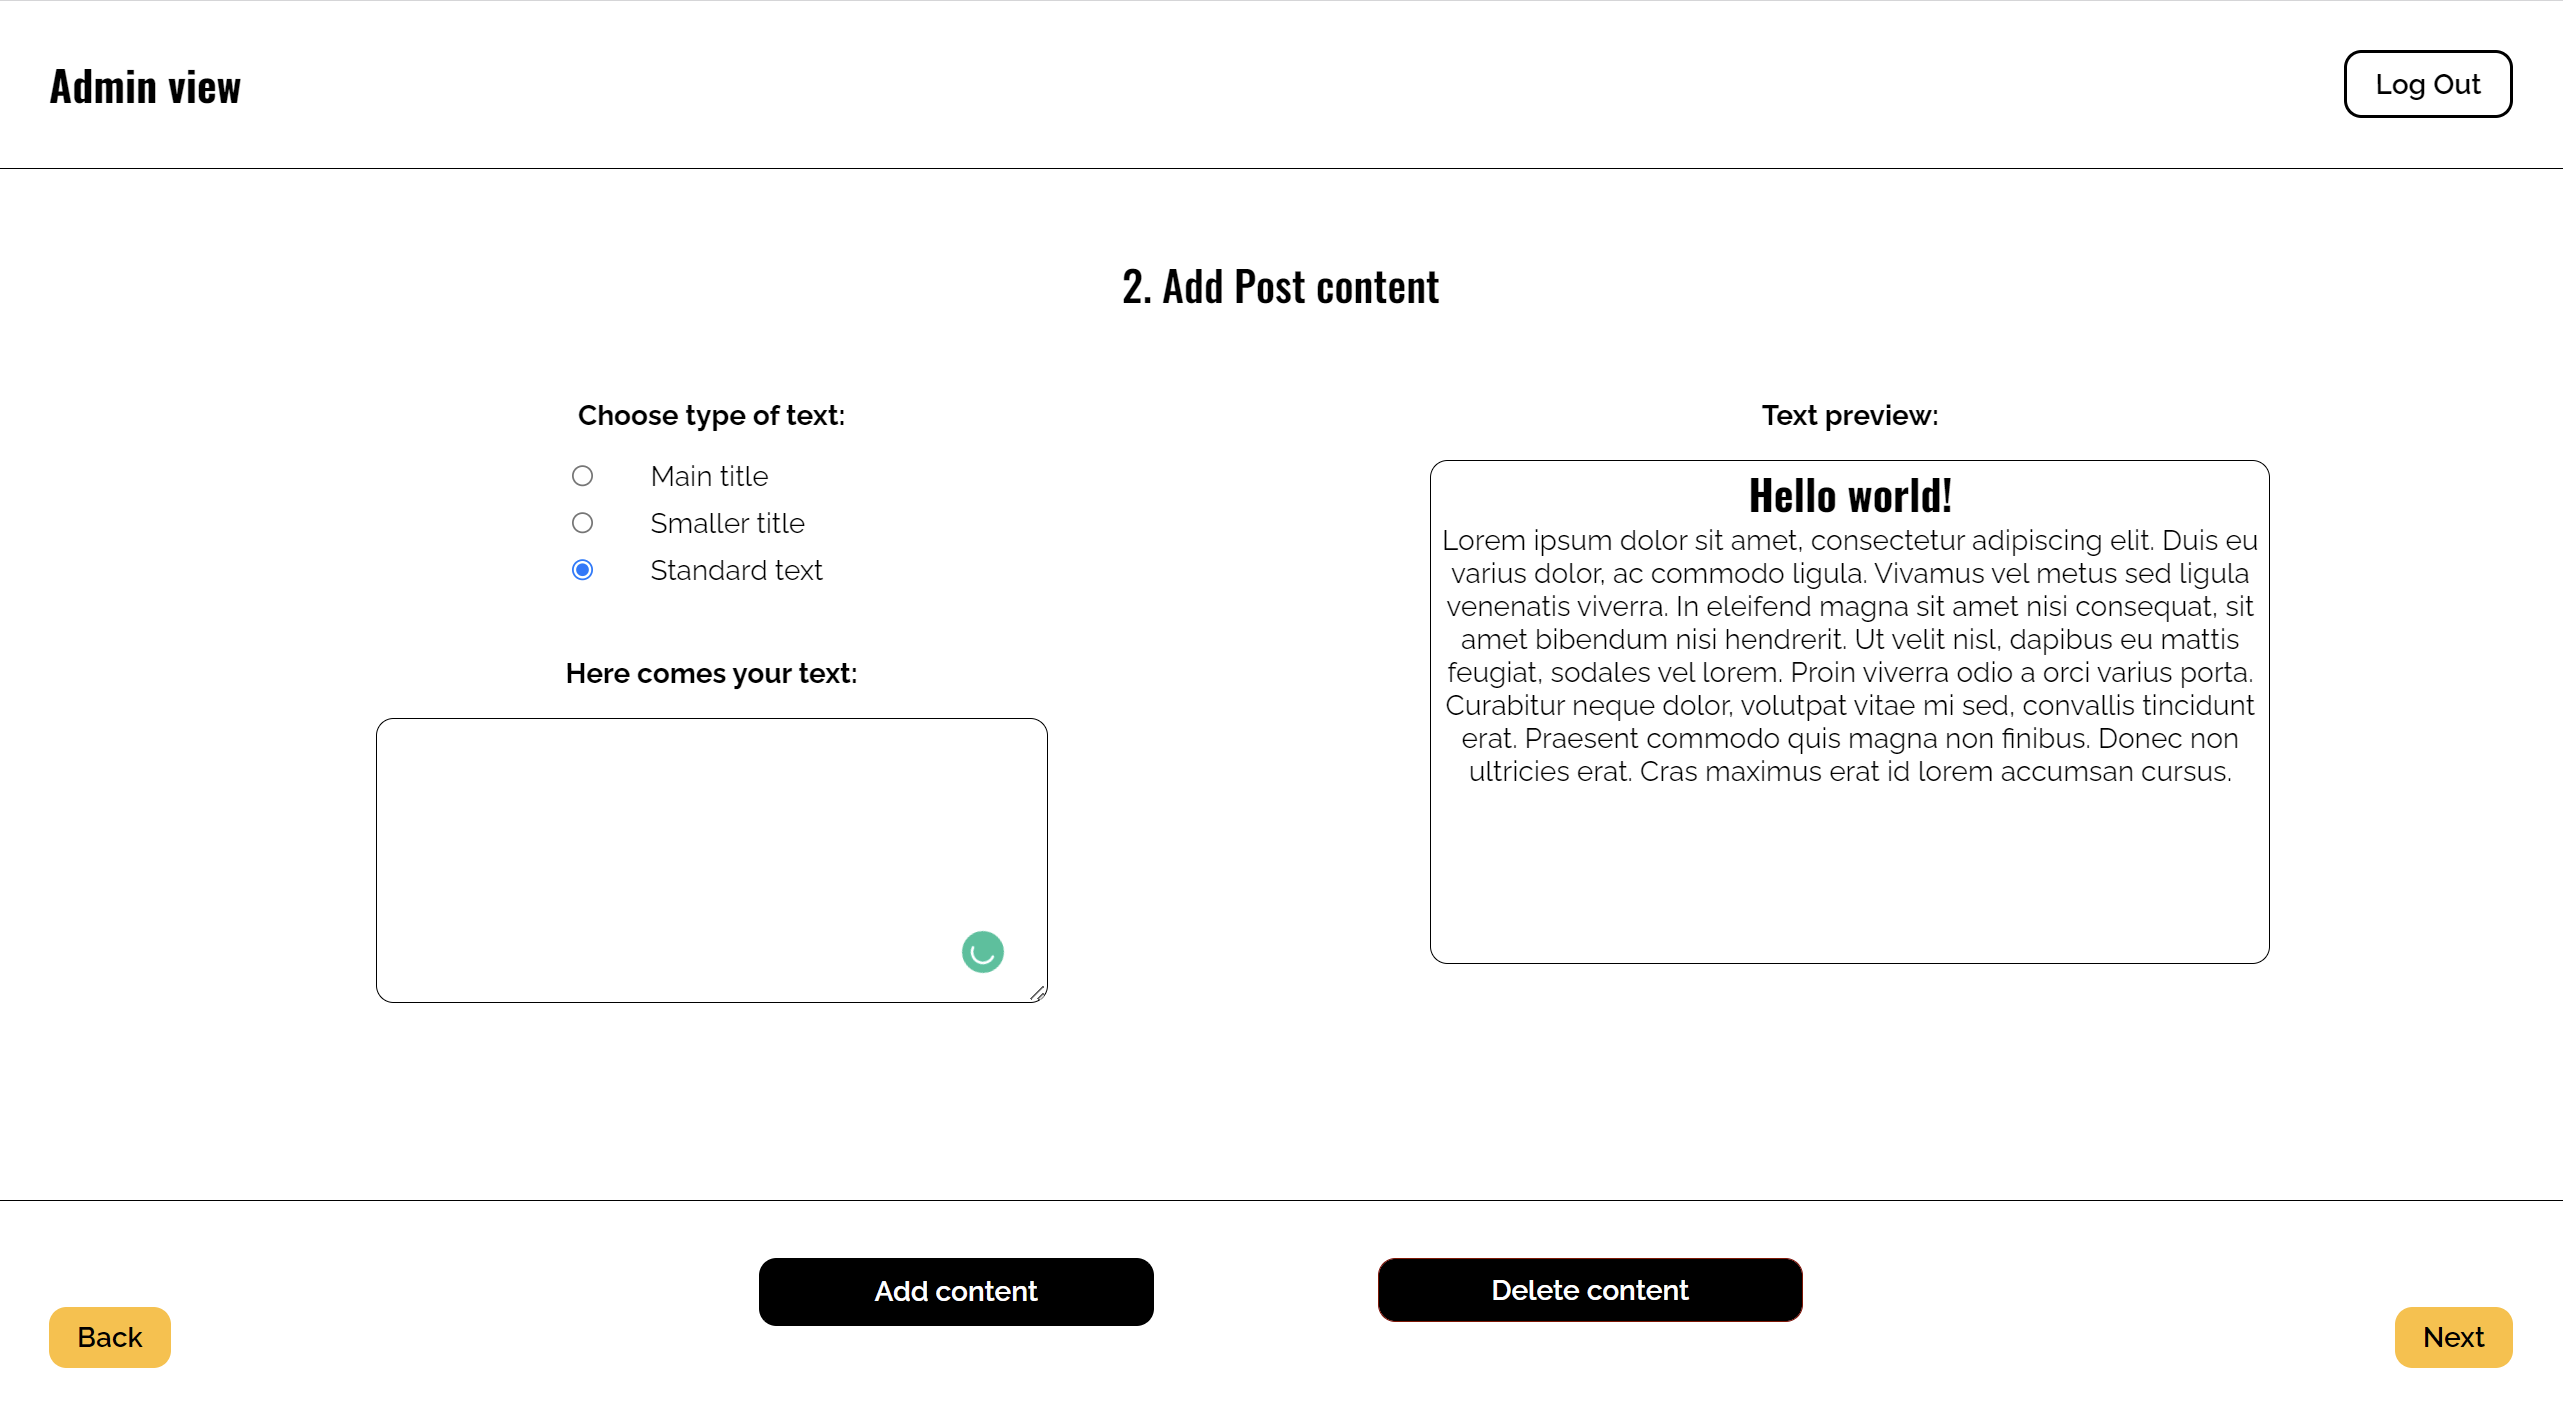 Admin view
Log Out
2. Add Post content
Choose type of text:
Main title
Smaller title
Standard text
Here comes your text:
Text preview:
Hello world!
Lorem ipsum dolor sit amet, consectetur adipiscing elit. Duis eu
varius dolor, ac commodo ligula. Vivamus vel metus sed ligula
venenatis viverra. In eleifend magna sit amet nisi consequat, sit
amet bibendum nisi hendrerit. Ut velit nisl, dapibus eu mattis
feugiat, sodales vel lorem. Proin viverra odio a orci varius porta.
Curabitur neque dolor, volutpat vitae mi sed, convallis tincidunt
erat. Praesent commodo quis magna non finibus. Donec non
ultricies erat. Cras maximus erat id lorem accumsan cursus.
Add content
Delete content
Back
Next